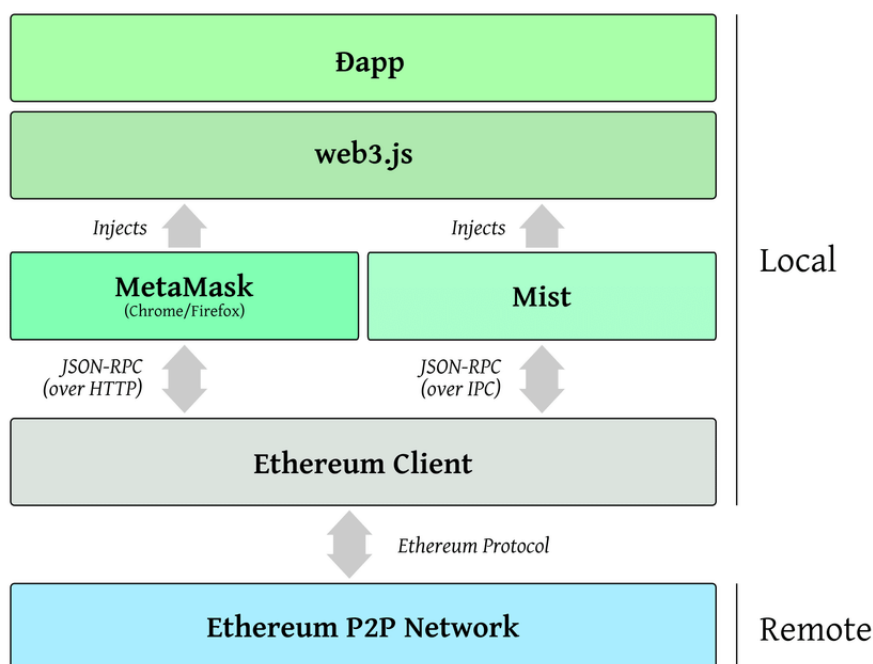 Đapp
web3.js
Injects
Injects
MetaMask
(Chrome/Firefox)
Mist
Local
JSON-RPC
(over HTTP)
JSON-RPC
(over IPC)
Ethereum Client
Ethereum Protocol
Ethereum P2P Network
Remote